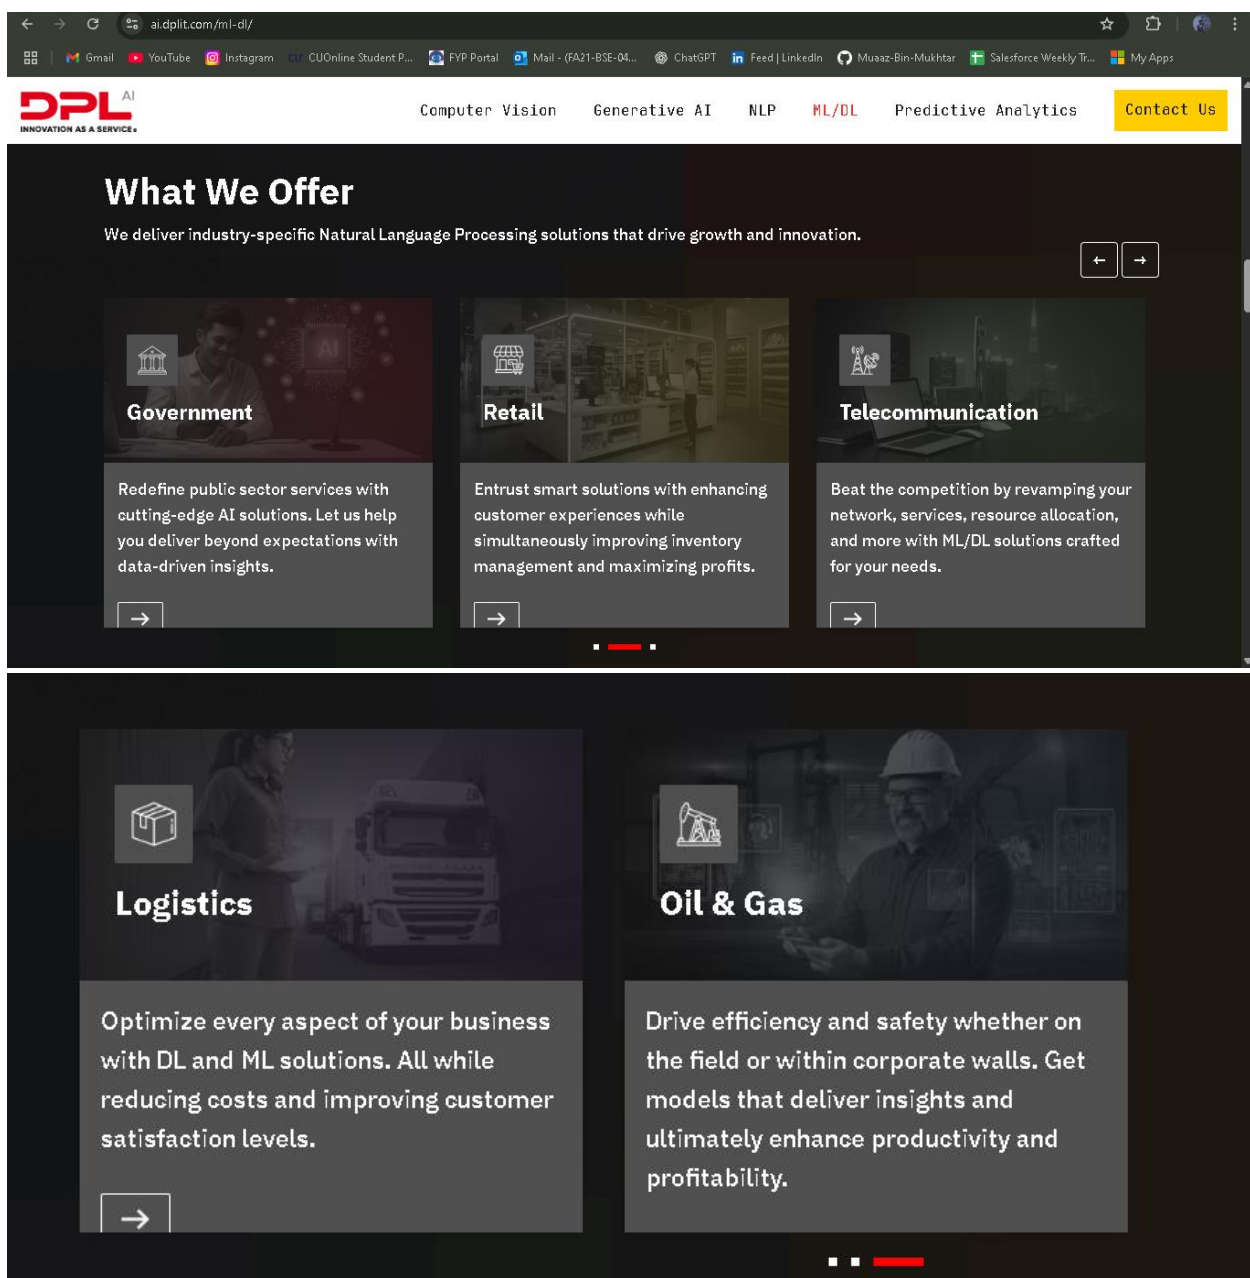 ai.dplit.com/ml-dl/
Gmail YouTube Instagram CUOnline Student P... FYP Portal Mail - (FA21-BSE-04... ChatGPT Feed | LinkedIn Muaaz-Bin-Mukhtar Salesforce Weekly Tr... My Apps
DPL AI
INNOVATION AS A SERVICE
Computer Vision Generative AI NLP ML/DL Predictive Analytics Contact Us
What We Offer
We deliver industry-specific Natural Language Processing solutions that drive growth and innovation.
AI
Government
Redefine public sector services with
cutting-edge AI solutions. Let us help
you deliver beyond expectations with
data-driven insights.
Retail
Entrust smart solutions with enhancing
customer experiences while
simultaneously improving inventory
management and maximizing profits.
Telecommunication
Beat the competition by revamping your
network, services, resource allocation,
and more with ML/DL solutions crafted
for your needs.
Logistics
Optimize every aspect of your business
with DL and ML solutions. All while
reducing costs and improving customer
satisfaction levels.
Oil & Gas
Drive efficiency and safety whether on
the field or within corporate walls. Get
models that deliver insights and
ultimately enhance productivity and
profitability.